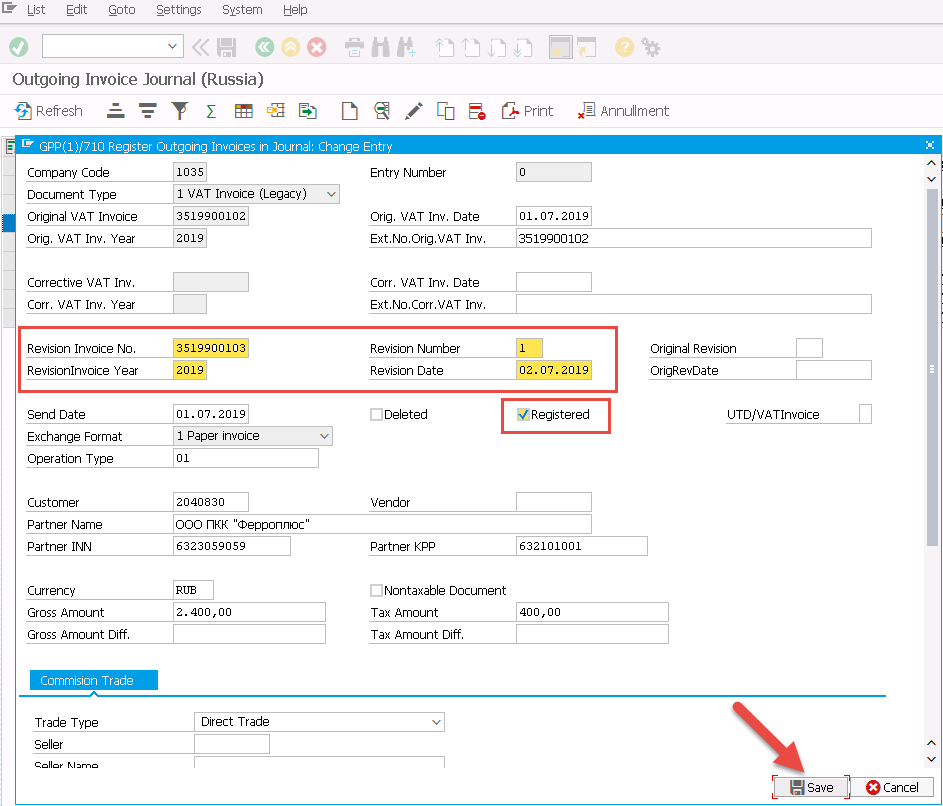 List Edit Goto Settings System Help
Outgoing Invoice Journal (Russia)
Refresh Print Annullment
GPP(1)/710 Register Outgoing Invoices in Journal: Change Entry
Company Code 1035 Entry Number 0
Document Type 1 VAT Invoice (Legacy)
Original VAT Invoice 3519900102 Orig. VAT Inv. Date 01.07.2019
Orig. VAT Inv. Year 2019 Ext.No.Orig.VAT Inv. 3519900102
Corrective VAT Inv. Corr. VAT Inv. Date
Corr. VAT Inv. Year Ext.No.Corr.VAT Inv.
Revision Invoice No. 3519900103 Revision Number 1 Original Revision
RevisionInvoice Year 2019 Revision Date 02.07.2019 OrigRevDate
Send Date 01.07.2019 Deleted Registered UTD/VATInvoice
Exchange Format 1 Paper invoice
Operation Type 01
Customer 2040830 Vendor
Partner Name ООО ПКК "Ферроплюс"
Partner INN 6323059059 Partner KPP 632101001
Currency RUB Nontaxable Document
Gross Amount 2.400,00 Tax Amount 400,00
Gross Amount Diff. Tax Amount Diff.
Commision Trade
Trade Type Direct Trade
Seller
Seller Name
Save Cancel